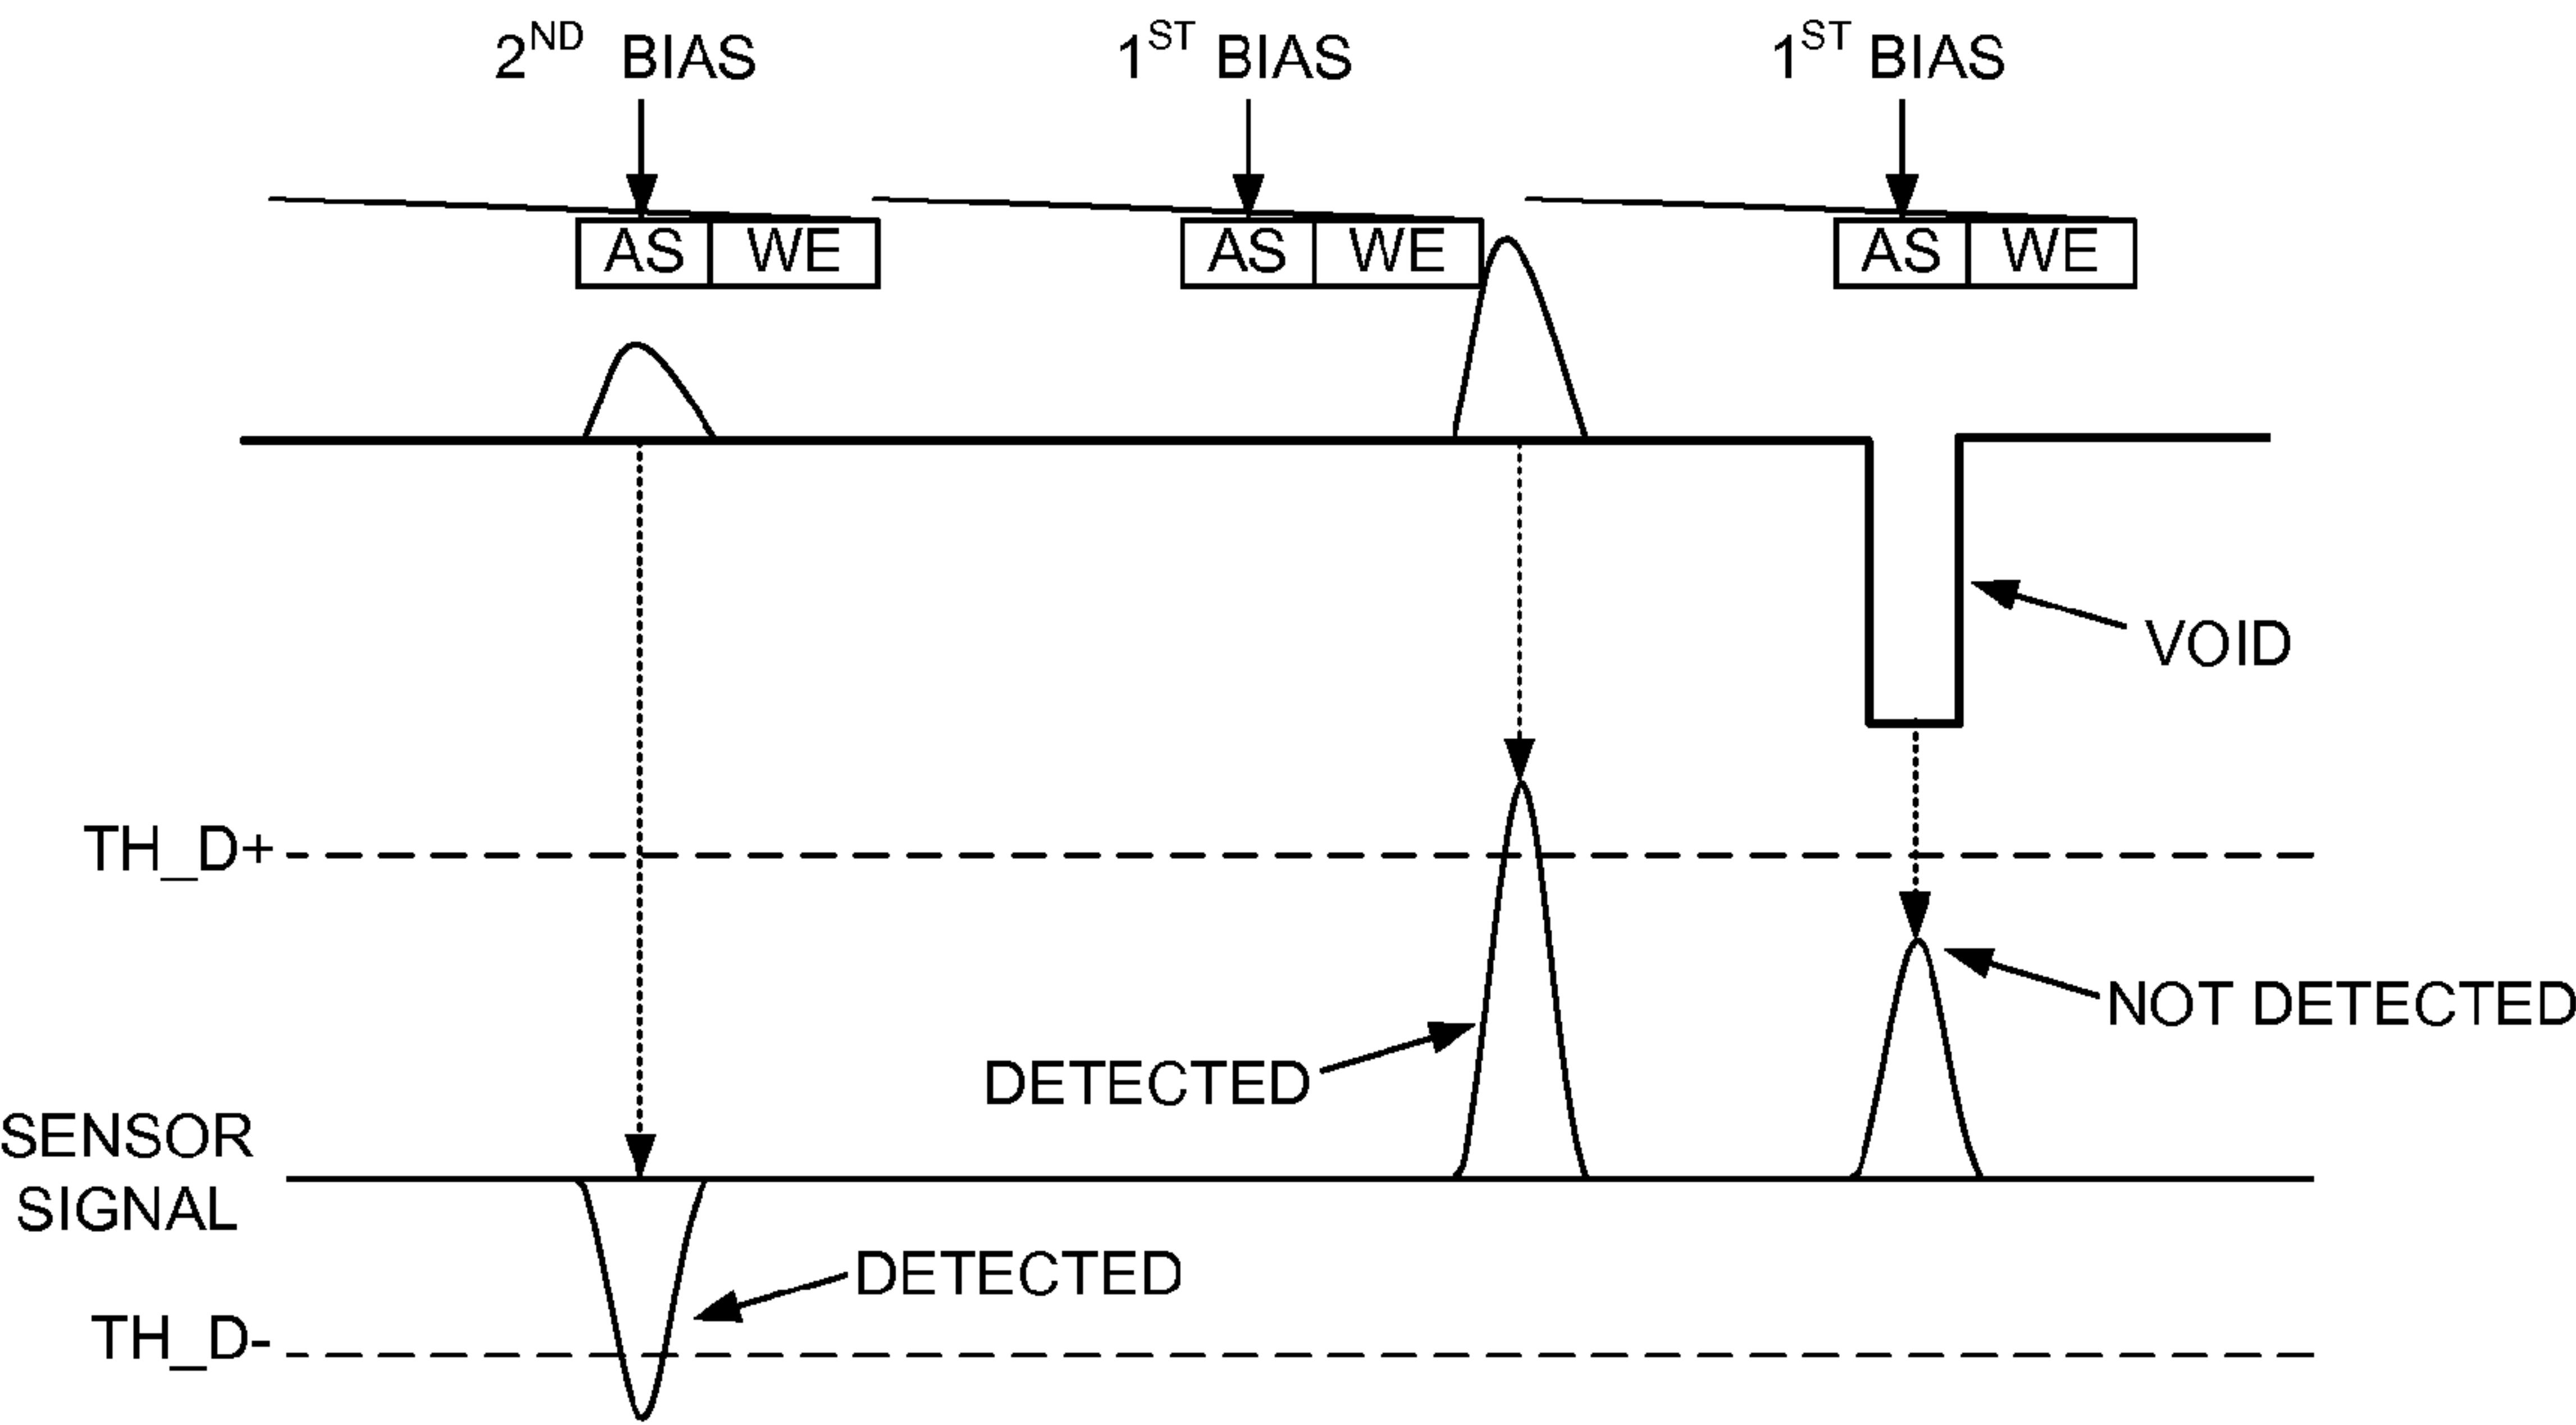 2ND BIAS
1ST BIAS
1ST BIAS
AS WE
AS WE
AS WE
VOID
TH_D+
NOT DETECTED
DETECTED
SENSOR
SIGNAL
DETECTED
TH_D-